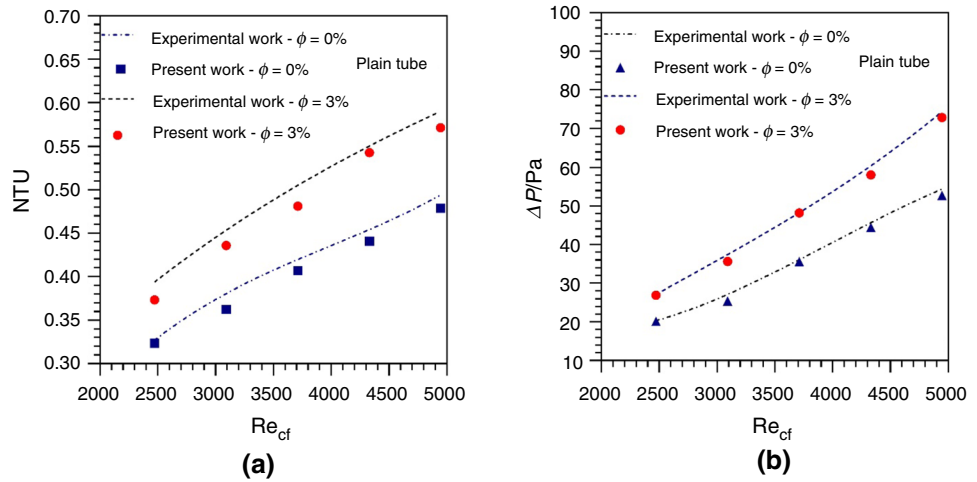 0.70
0.65
0.60
0.55
0.50
0.45
0.40
0.35
0.30
NTU
Experimental work - ϕ = 0%
Present work - ϕ = 0%
Plain tube
Experimental work - ϕ = 3%
Present work - ϕ = 3%
2000 2500 3000 3500 4000 4500 5000
Re_cf
(a)
100
90
80
70
60
50
40
30
20
10
ΔP/Pa
Experimental work - ϕ = 0%
Present work - ϕ = 0%
Plain tube
Experimental work - ϕ = 3%
Present work - ϕ = 3%
2000 2500 3000 3500 4000 4500 5000
Re_cf
(b)